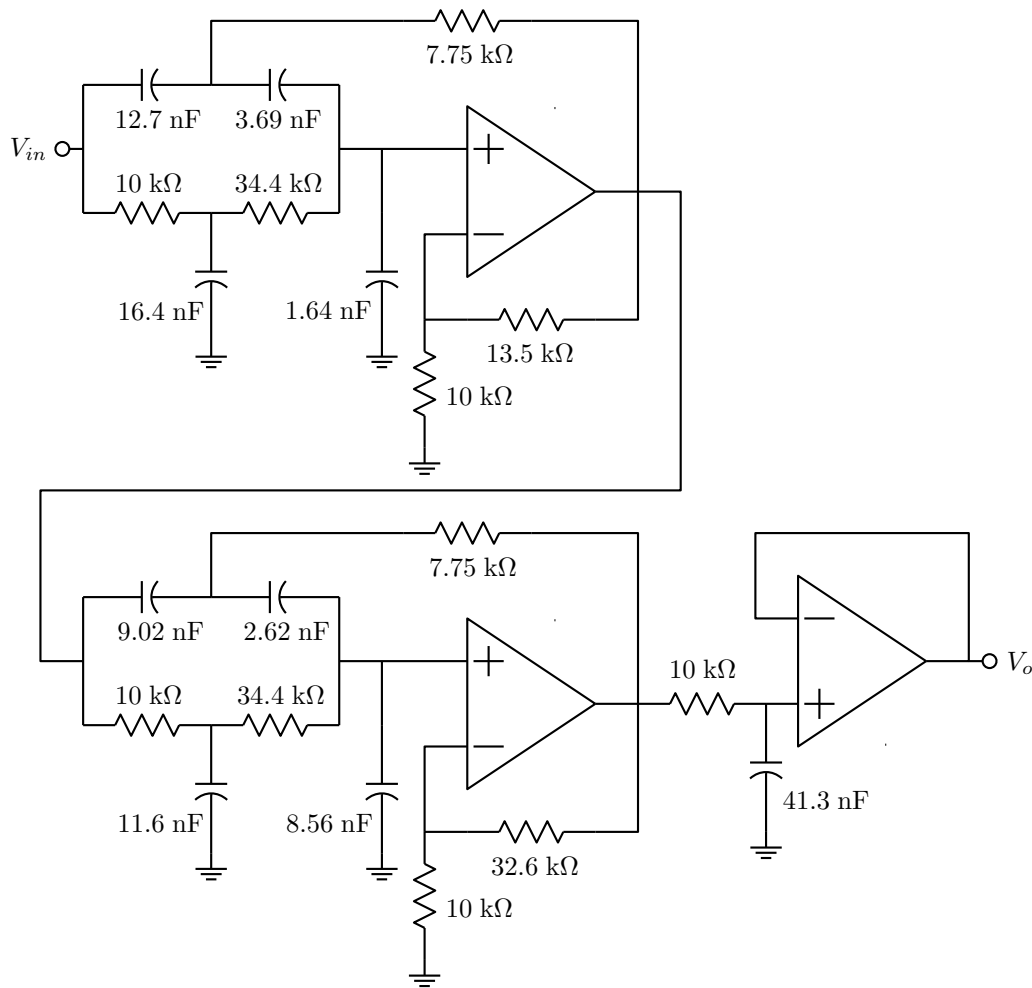 7.75 kΩ
12.7 nF
3.69 nF
V_in
10 kΩ
34.4 kΩ
16.4 nF
1.64 nF
13.5 kΩ
10 kΩ
7.75 kΩ
9.02 nF
2.62 nF
10 kΩ
V_o
10 kΩ
34.4 kΩ
11.6 nF
8.56 nF
41.3 nF
32.6 kΩ
10 kΩ